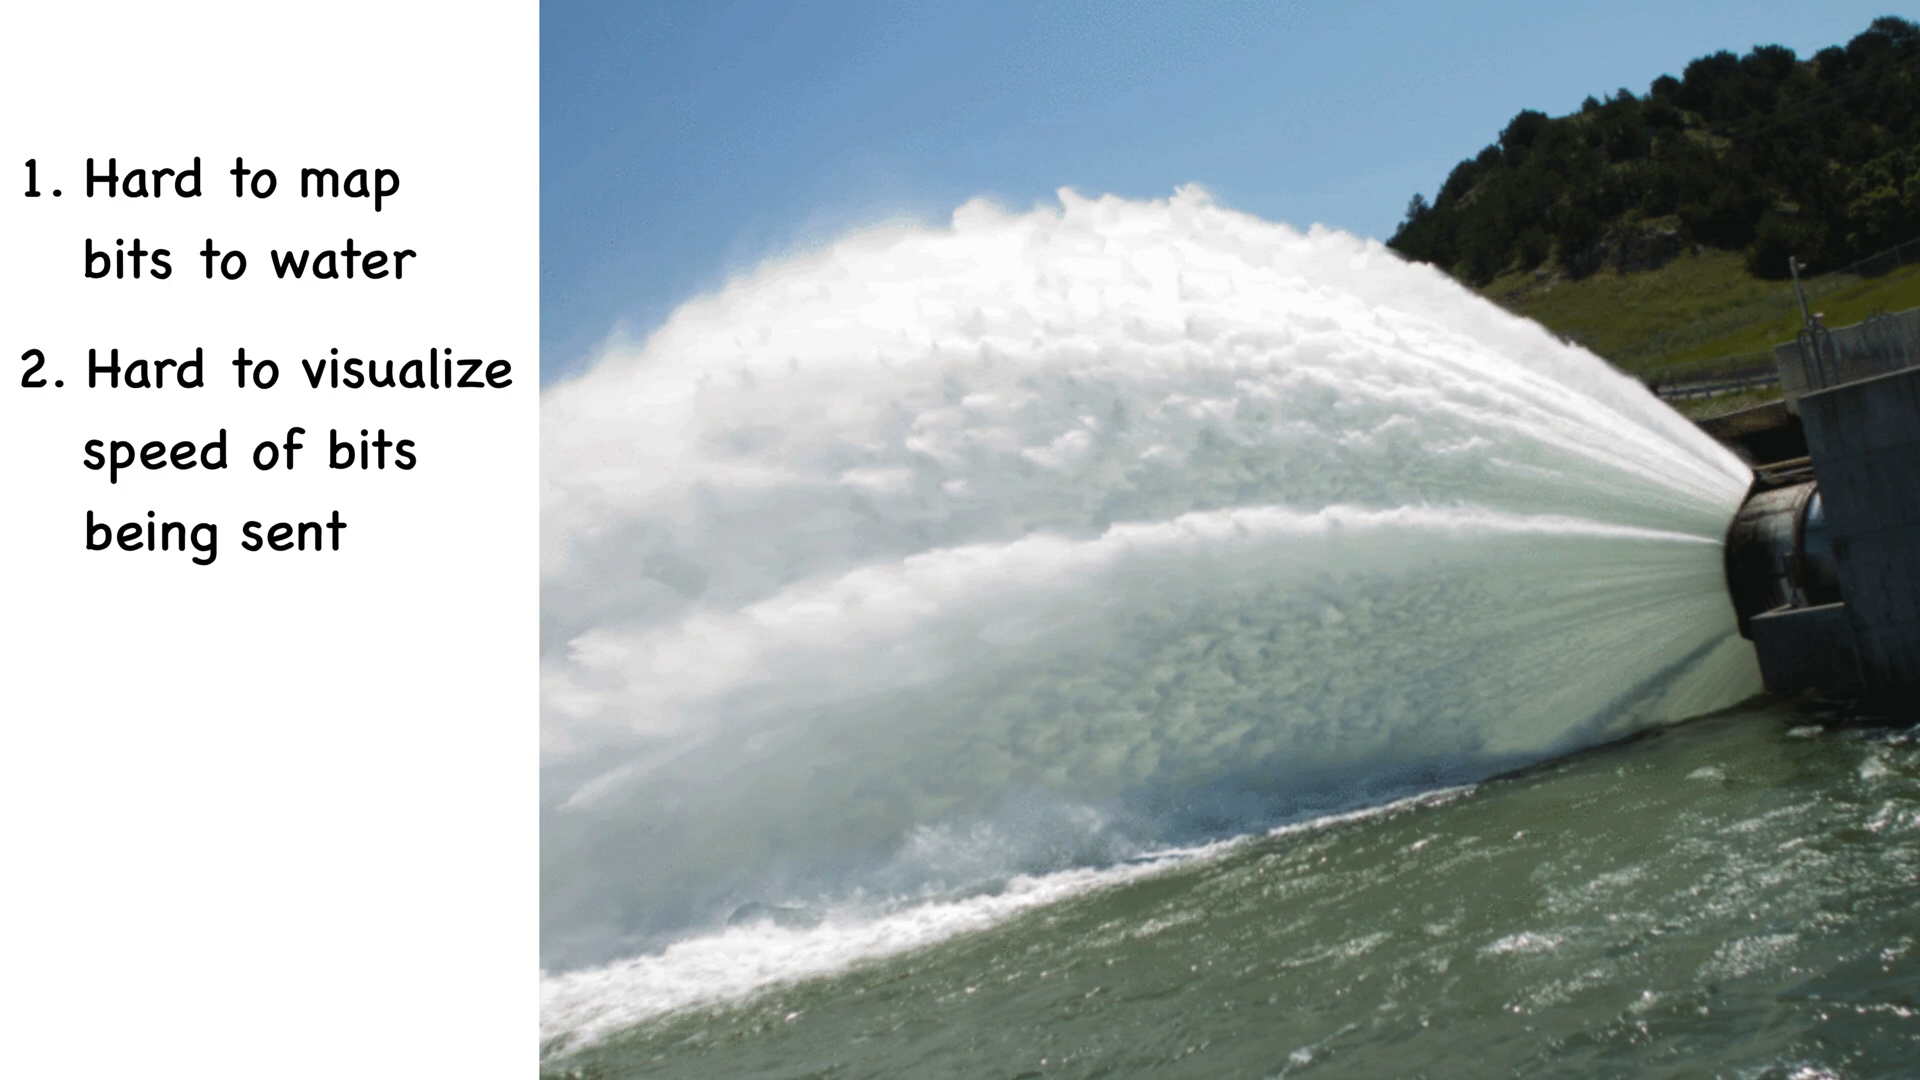 1. Hard to map
bits to water
2. Hard to visualize
speed of bits
being sent